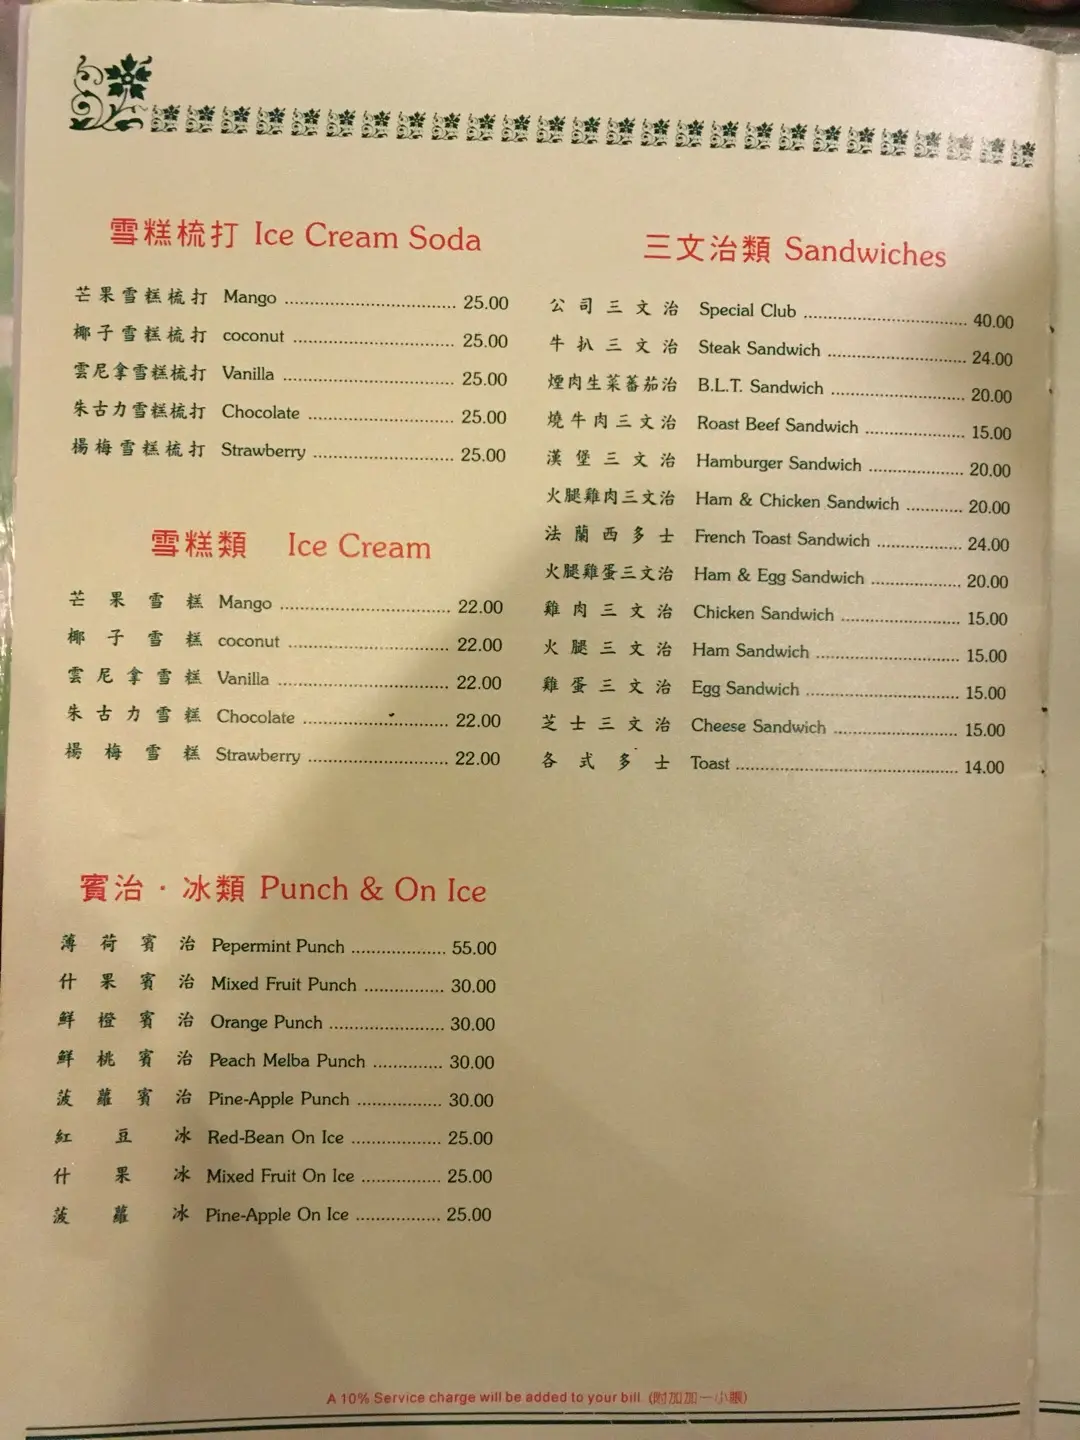 雪糕梳打 Ice Cream Soda
芒果雪糕梳打 Mango 25.00
椰子雪糕梳打 coconut 25.00
雲尼拿雪糕梳打 Vanilla 25.00
朱古力雪糕梳打 Chocolate 25.00
楊梅雪糕梳打 Strawberry 25.00
雪糕類 Ice Cream
芒果雪糕 Mango 22.00
椰子雪糕 coconut 22.00
雲尼拿雪糕 Vanilla 22.00
朱古力雪糕 Chocolate 22.00
楊梅雪糕 Strawberry 22.00
賓治·冰類 Punch & On Ice
薄荷賓治 Pepermint Punch 55.00
什果賓治 Mixed Fruit Punch 30.00
鮮橙賓治 Orange Punch 30.00
鮮桃賓治 Peach Melba Punch 30.00
菠蘿賓治 Pine-Apple Punch 30.00
紅豆冰 Red-Bean On Ice 25.00
什果冰 Mixed Fruit On Ice 25.00
菠蘿冰 Pine-Apple On Ice 25.00
三文治類 Sandwiches
公司三文治 Special Club 40.00
牛扒三文治 Steak Sandwich 24.00
煙肉生菜蕃茄治 B.L.T. Sandwich 20.00
燒牛肉三文治 Roast Beef Sandwich 15.00
漢堡三文治 Hamburger Sandwich 20.00
火腿雞肉三文治 Ham & Chicken Sandwich 20.00
法蘭西多士 French Toast Sandwich 24.00
火腿雞蛋三文治 Ham & Egg Sandwich 20.00
雞肉三文治 Chicken Sandwich 15.00
火腿三文治 Ham Sandwich 15.00
雞蛋三文治 Egg Sandwich 15.00
芝士三文治 Cheese Sandwich 15.00
各式多士 Toast 14.00
A 10% Service charge will be added to your bill (附加加一小賬)